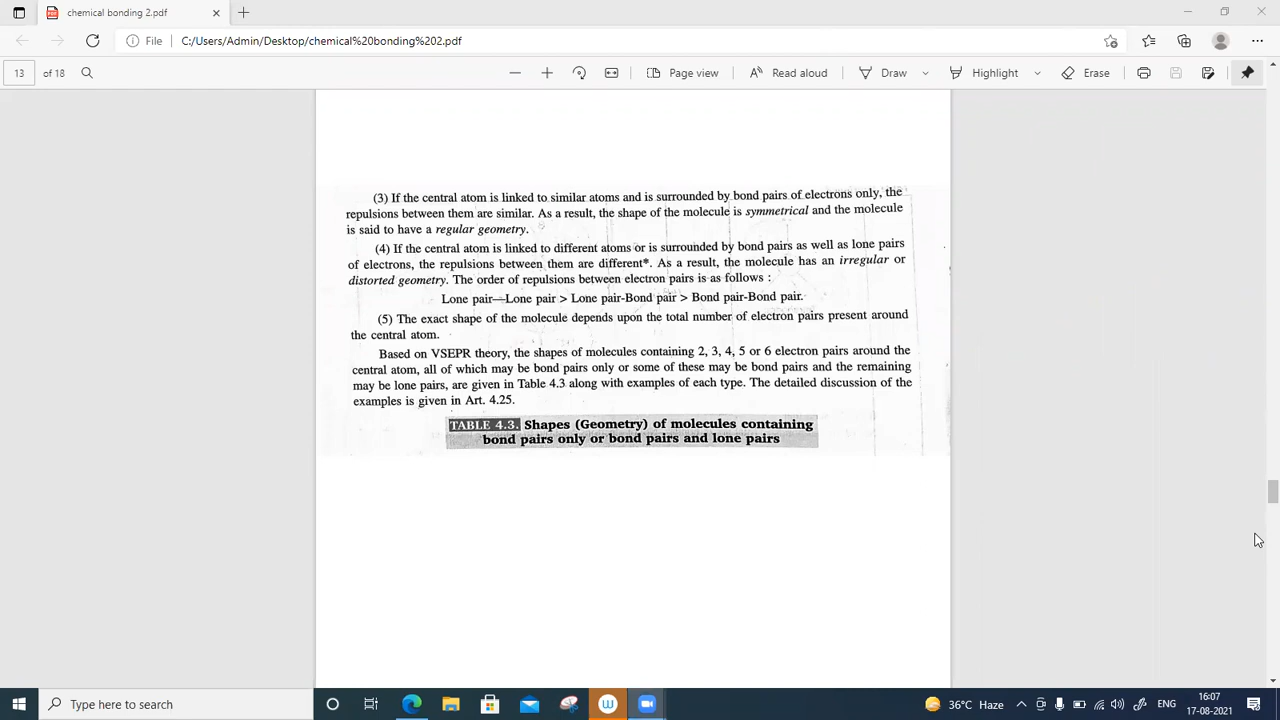 chemical bonding 2.pdf
File C:/Users/Admin/Desktop/chemical%20bonding%202.pdf
13 of 18 Page view Read aloud Draw Highlight Erase
(3) If the central atom is linked to similar atoms and is surrounded by bond pairs of electrons only, the
repulsions between them are similar. As a result, the shape of the molecule is symmetrical and the molecule
is said to have a regular geometry.
(4) If the central atom is linked to different atoms or is surrounded by bond pairs as well as lone pairs
of electrons, the repulsions between them are different*. As a result, the molecule has an irregular or
distorted geometry. The order of repulsions between electron pairs is as follows :
Lone pair—Lone pair > Lone pair-Bond pair > Bond pair-Bond pair.
(5) The exact shape of the molecule depends upon the total number of electron pairs present around
the central atom.
Based on VSEPR theory, the shapes of molecules containing 2, 3, 4, 5 or 6 electron pairs around the
central atom, all of which may be bond pairs only or some of these may be bond pairs and the remaining
may be lone pairs, are given in Table 4.3 along with examples of each type. The detailed discussion of the
examples is given in Art. 4.25.
TABLE 4.3. Shapes (Geometry) of molecules containing
bond pairs only or bond pairs and lone pairs
Type here to search
36°C Haze
ENG
16:07
17-08-2021